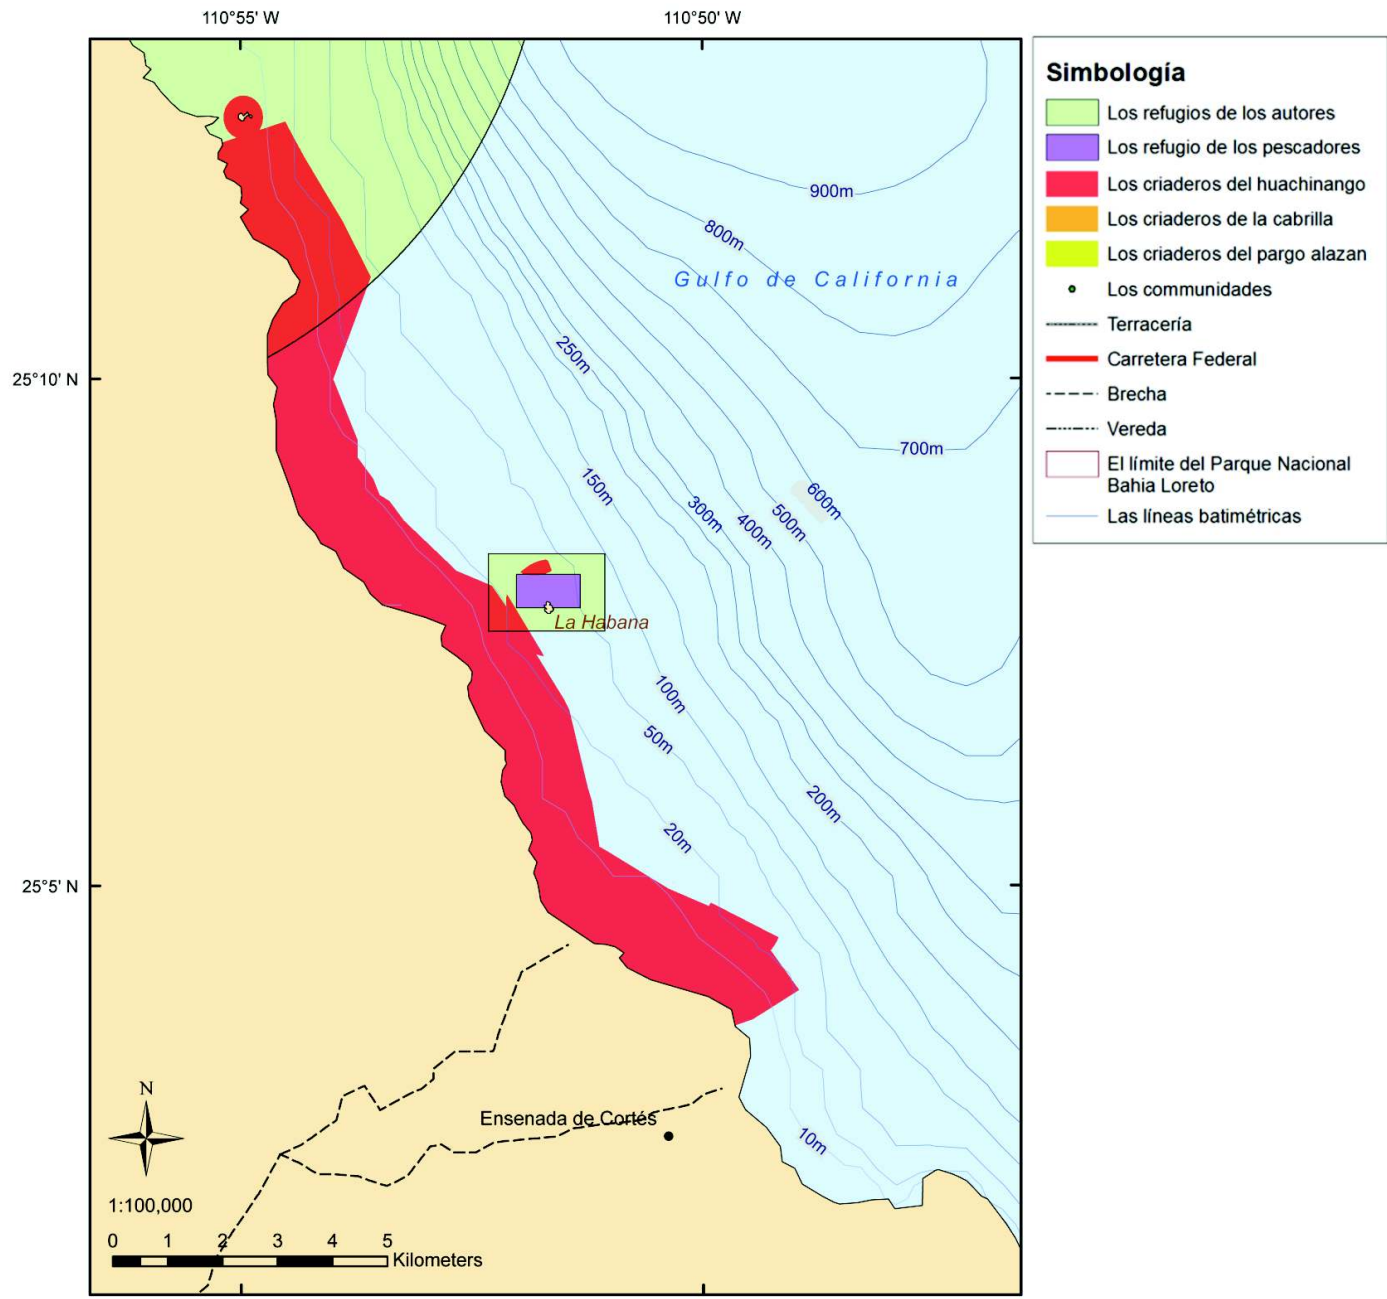 110°55' W
110°50' W
Simbología
Los refugios de los autores
Los refugio de los pescadores
Los criaderos del huachinango
Los criaderos de la cabrilla
Los criaderos del pargo alazan
Los communidades
Terracería
Carretera Federal
Brecha
Vereda
El límite del Parque Nacional
Bahia Loreto
Las líneas batimétricas
900m
800m
Gulfo de California
250m
25°10' N
700m
150m
300m
400m
500m
600m
La Habana
100m
50m
200m
20m
25°5' N
N
Ensenada de Cortés
10m
1:100,000
0 1 2 3 4 5
Kilometers